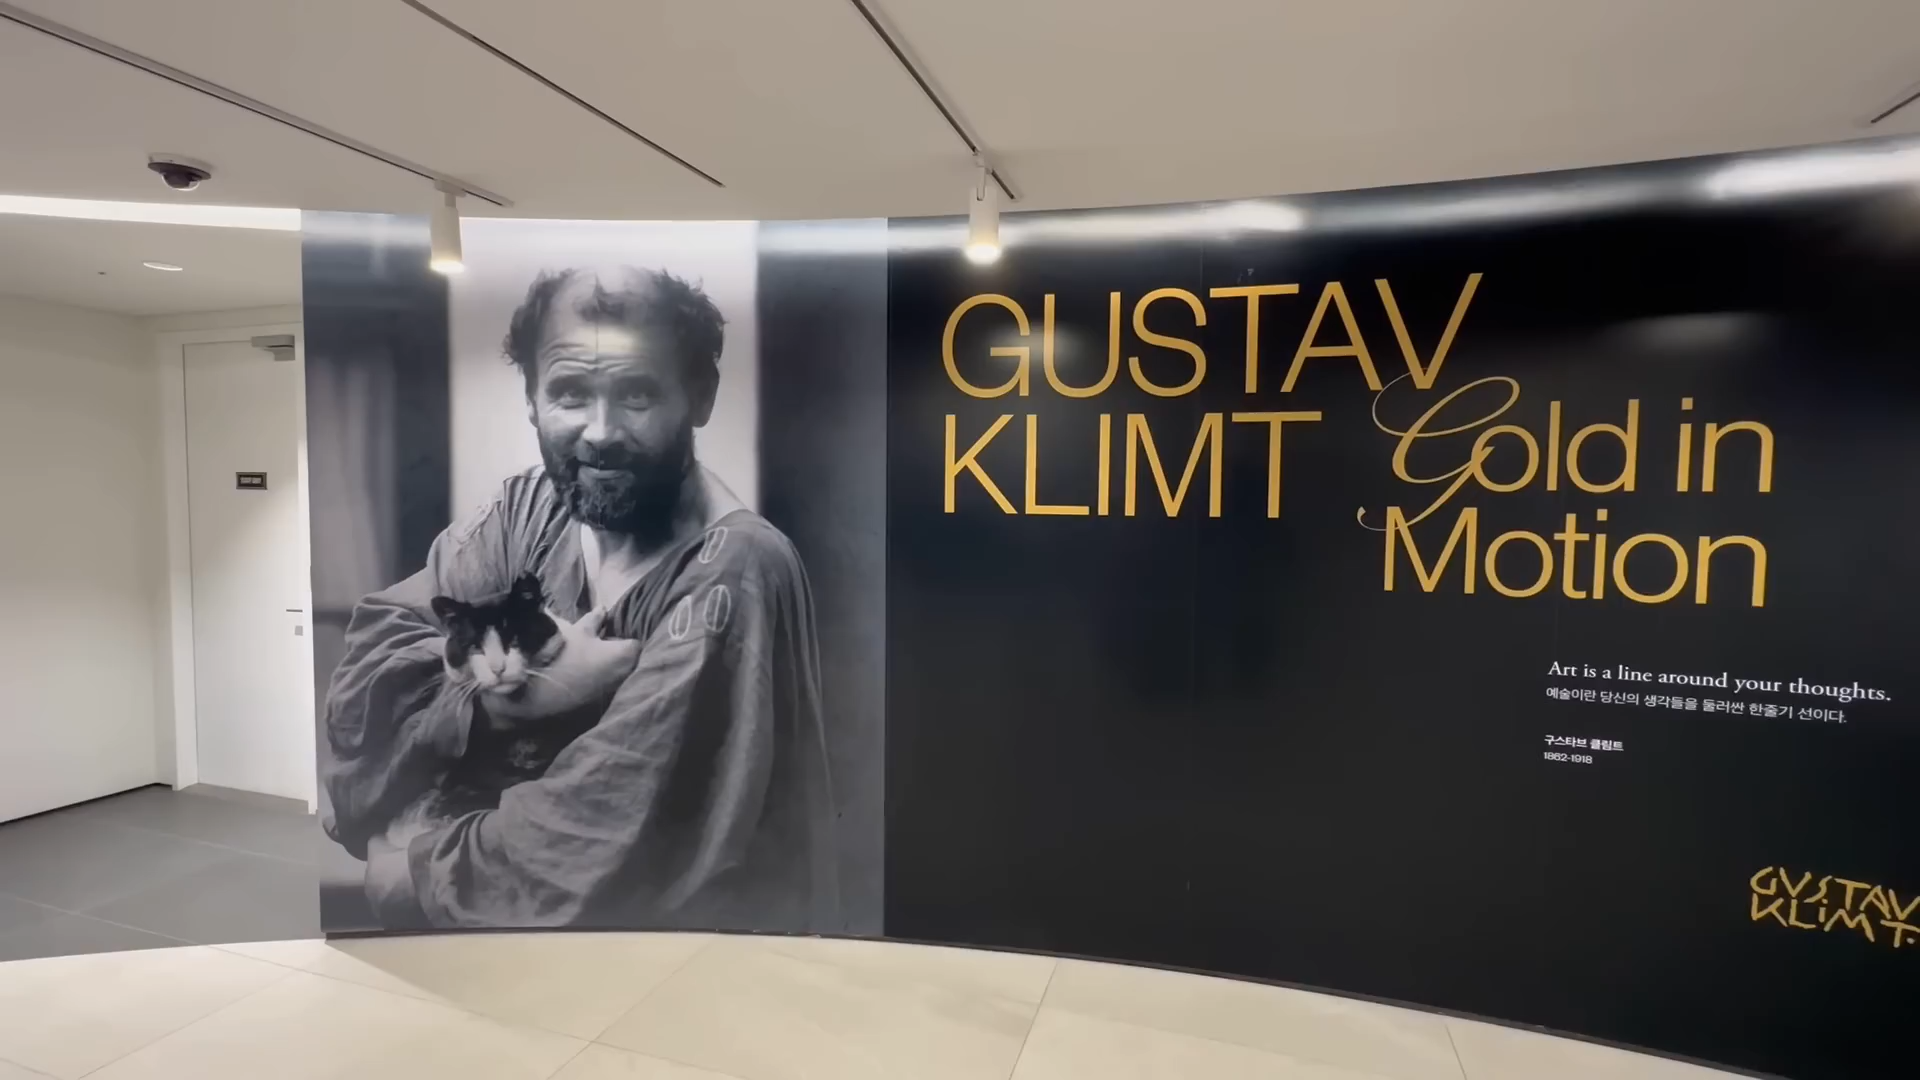 GUSTAV
KLIMT
Gold in
Motion
Art is a line around your thoughts.
예술이란 당신의 생각들을 둘러싼 한줄기 선이다.
구스타브 클림트
1862-1918
GUSTAV
KLIMT.